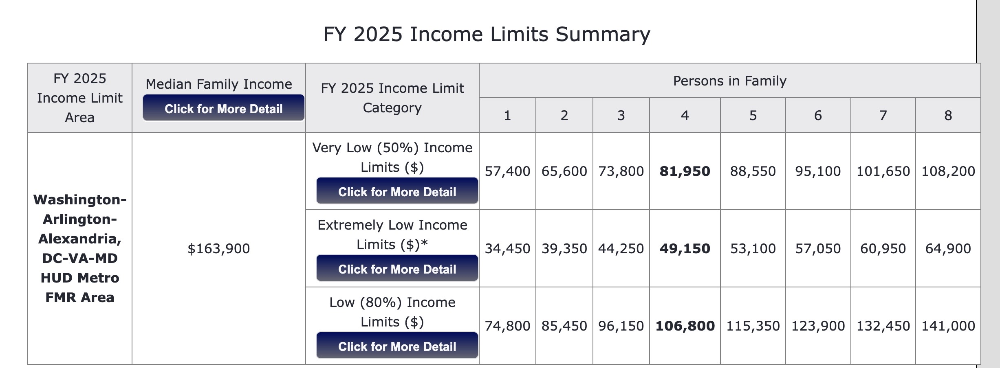 FY 2025 Income Limits Summary
FY 2025
Income Limit
Area
Median Family Income
Click for More Detail
FY 2025 Income Limit
Category
Persons in Family
1 2 3 4 5 6 7 8
Washington-
Arlington-
Alexandria,
DC-VA-MD
HUD Metro
FMR Area
$163,900
Very Low (50%) Income
Limits ($)
Click for More Detail
57,400 65,600 73,800 81,950 88,550 95,100 101,650 108,200
Extremely Low Income
Limits ($)*
Click for More Detail
34,450 39,350 44,250 49,150 53,100 57,050 60,950 64,900
Low (80%) Income
Limits ($)
Click for More Detail
74,800 85,450 96,150 106,800 115,350 123,900 132,450 141,000